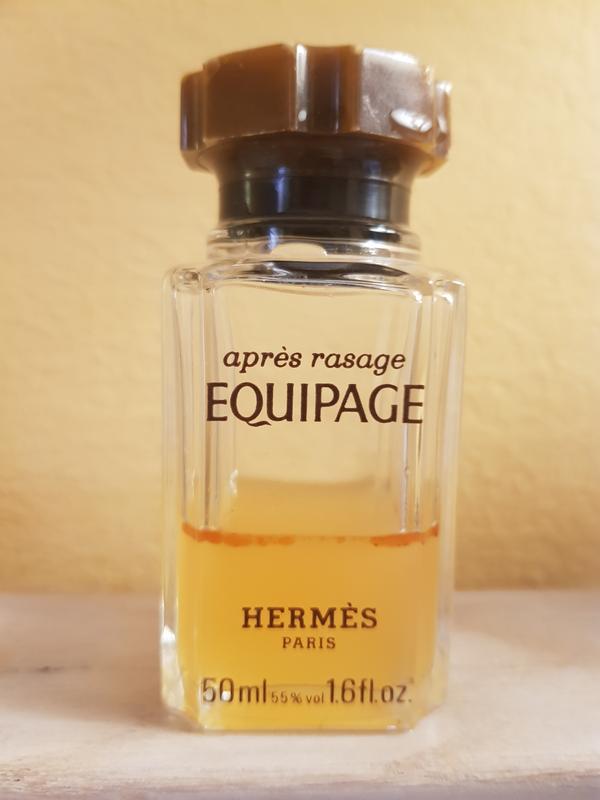 après rasage
EQUIPAGE
HERMÈS
PARIS
50ml 55% vol 1.6fl.oz.